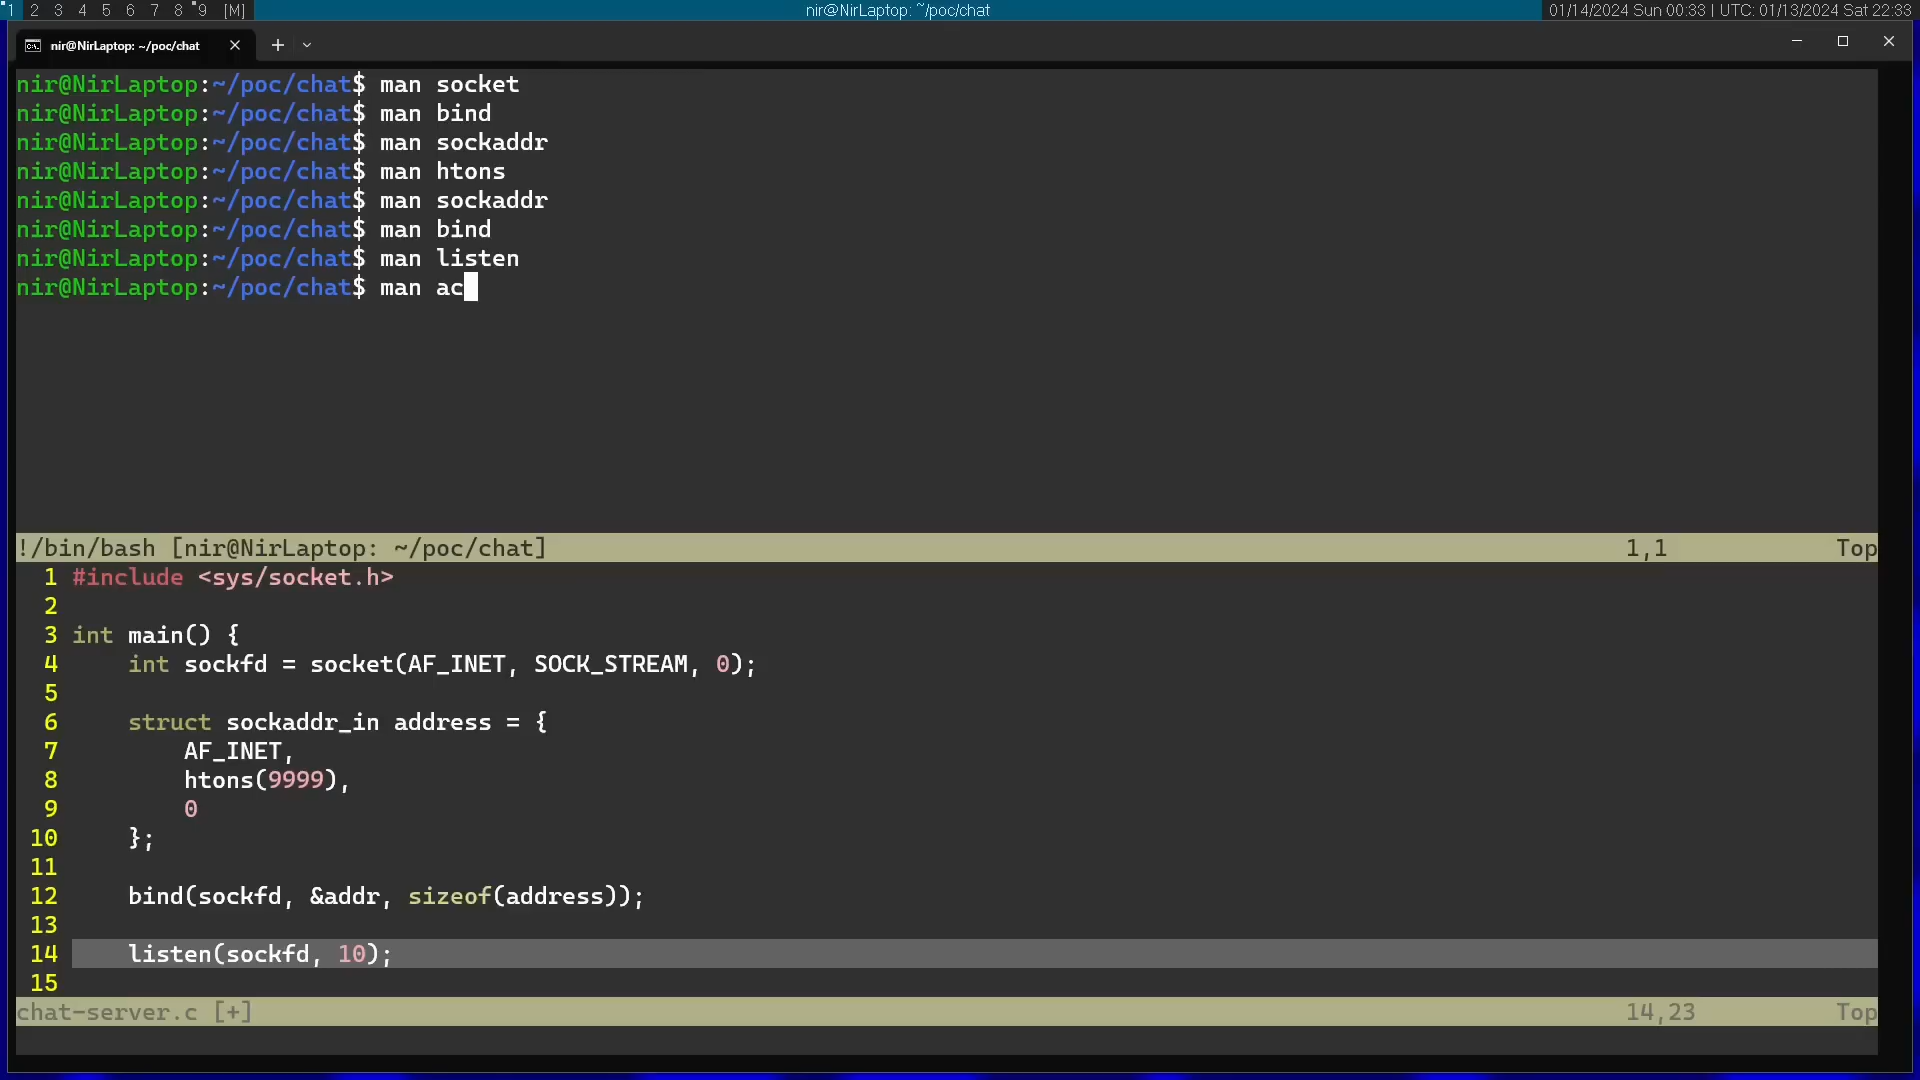 1 2 3 4 5 6 7 8 9 [M] nir@NirLaptop: ~/poc/chat 01/14/2024 Sun 00:33 | UTC: 01/13/2024 Sat 22:33
nir@NirLaptop: ~/poc/chat
nir@NirLaptop:~/poc/chat$ man socket
nir@NirLaptop:~/poc/chat$ man bind
nir@NirLaptop:~/poc/chat$ man sockaddr
nir@NirLaptop:~/poc/chat$ man htons
nir@NirLaptop:~/poc/chat$ man sockaddr
nir@NirLaptop:~/poc/chat$ man bind
nir@NirLaptop:~/poc/chat$ man listen
nir@NirLaptop:~/poc/chat$ man ac
!/bin/bash [nir@NirLaptop: ~/poc/chat] 1,1 Top
1 #include <sys/socket.h>
2
3 int main() {
4 int sockfd = socket(AF_INET, SOCK_STREAM, 0);
5
6 struct sockaddr_in address = {
7 AF_INET,
8 htons(9999),
9 0
10 };
11
12 bind(sockfd, &addr, sizeof(address));
13
14 listen(sockfd, 10);
15
chat-server.c [+] 14,23 Top